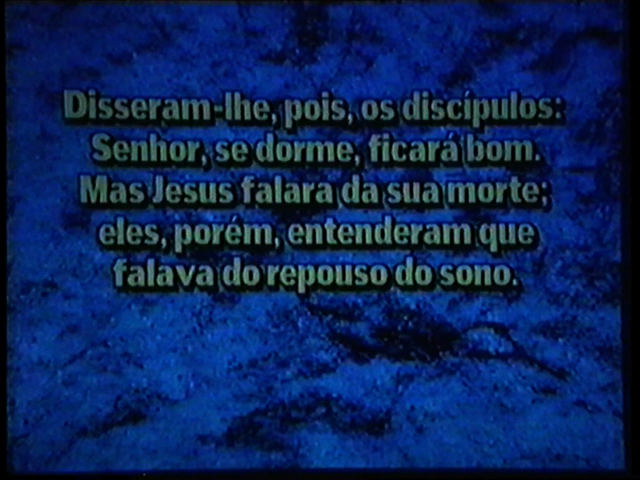 Disseram-lhe, pois, os discípulos:
Senhor, se dorme, ficará bom.
Mas Jesus falara da sua morte;
eles, porém, entenderam que
falava do repouso do sono.